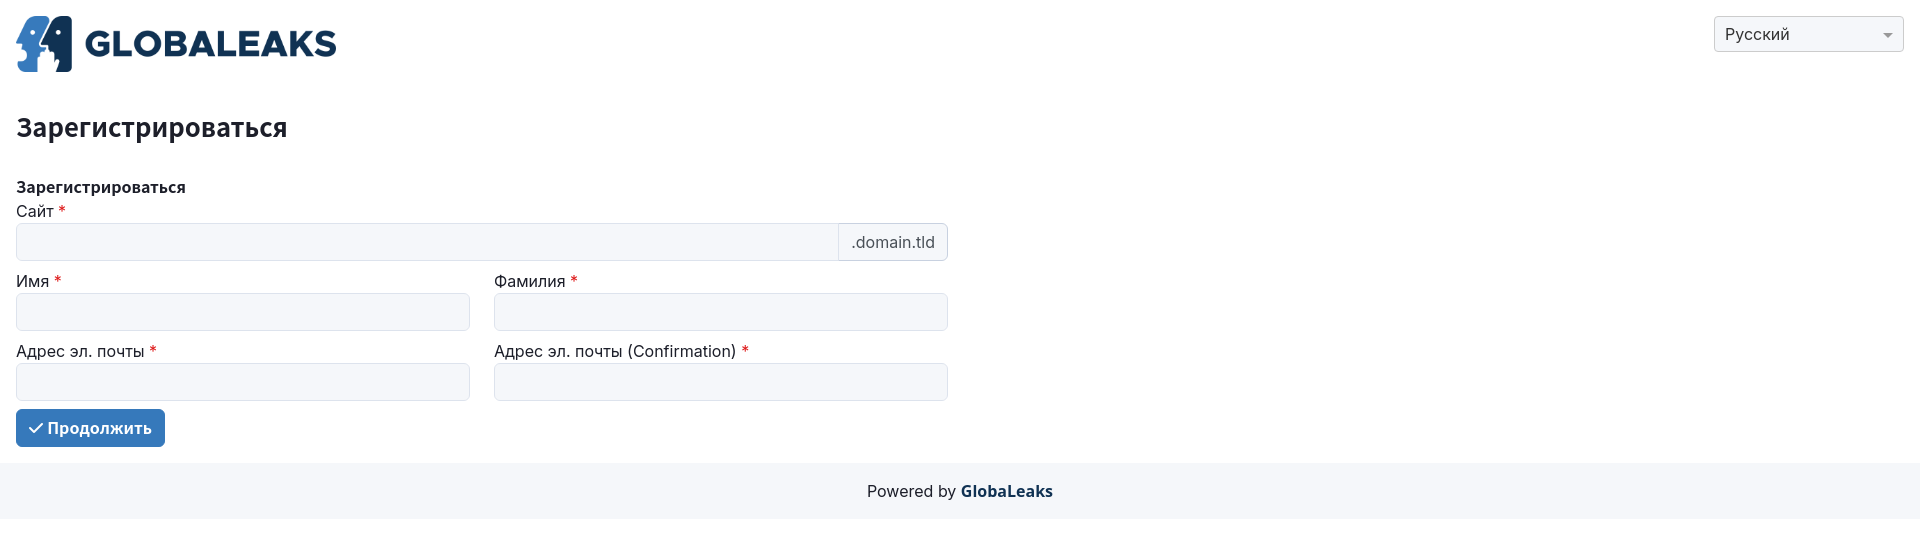 GLOBALEAKS
Русский
Зарегистрироваться
Зарегистрироваться
Сайт *
.domain.tld
Имя * Фамилия *
Адрес эл. почты * Адрес эл. почты (Confirmation) *
Продолжить
Powered by GlobaLeaks